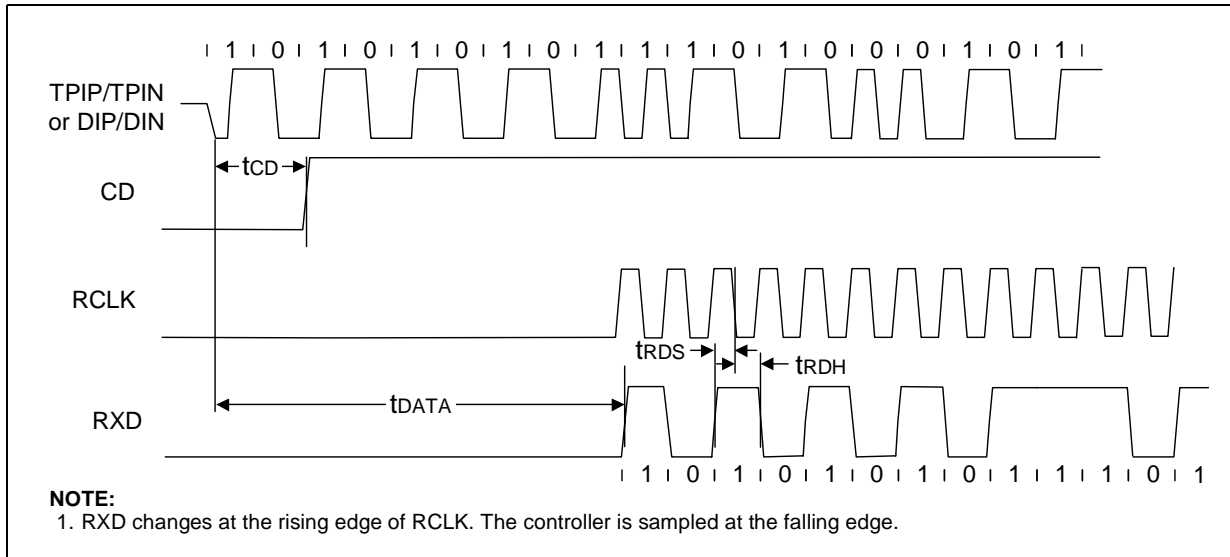 1 0 1 0 1 0 1 0 1 1 1 0 1 0 0 0 1 0 1
TPIP/TPIN
or DIP/DIN
tCD
CD
RCLK
tRDS
tRDH
tDATA
RXD
1 0 1 0 1 0 1 0 1 1 1 0 1
NOTE:
1. RXD changes at the rising edge of RCLK. The controller is sampled at the falling edge.